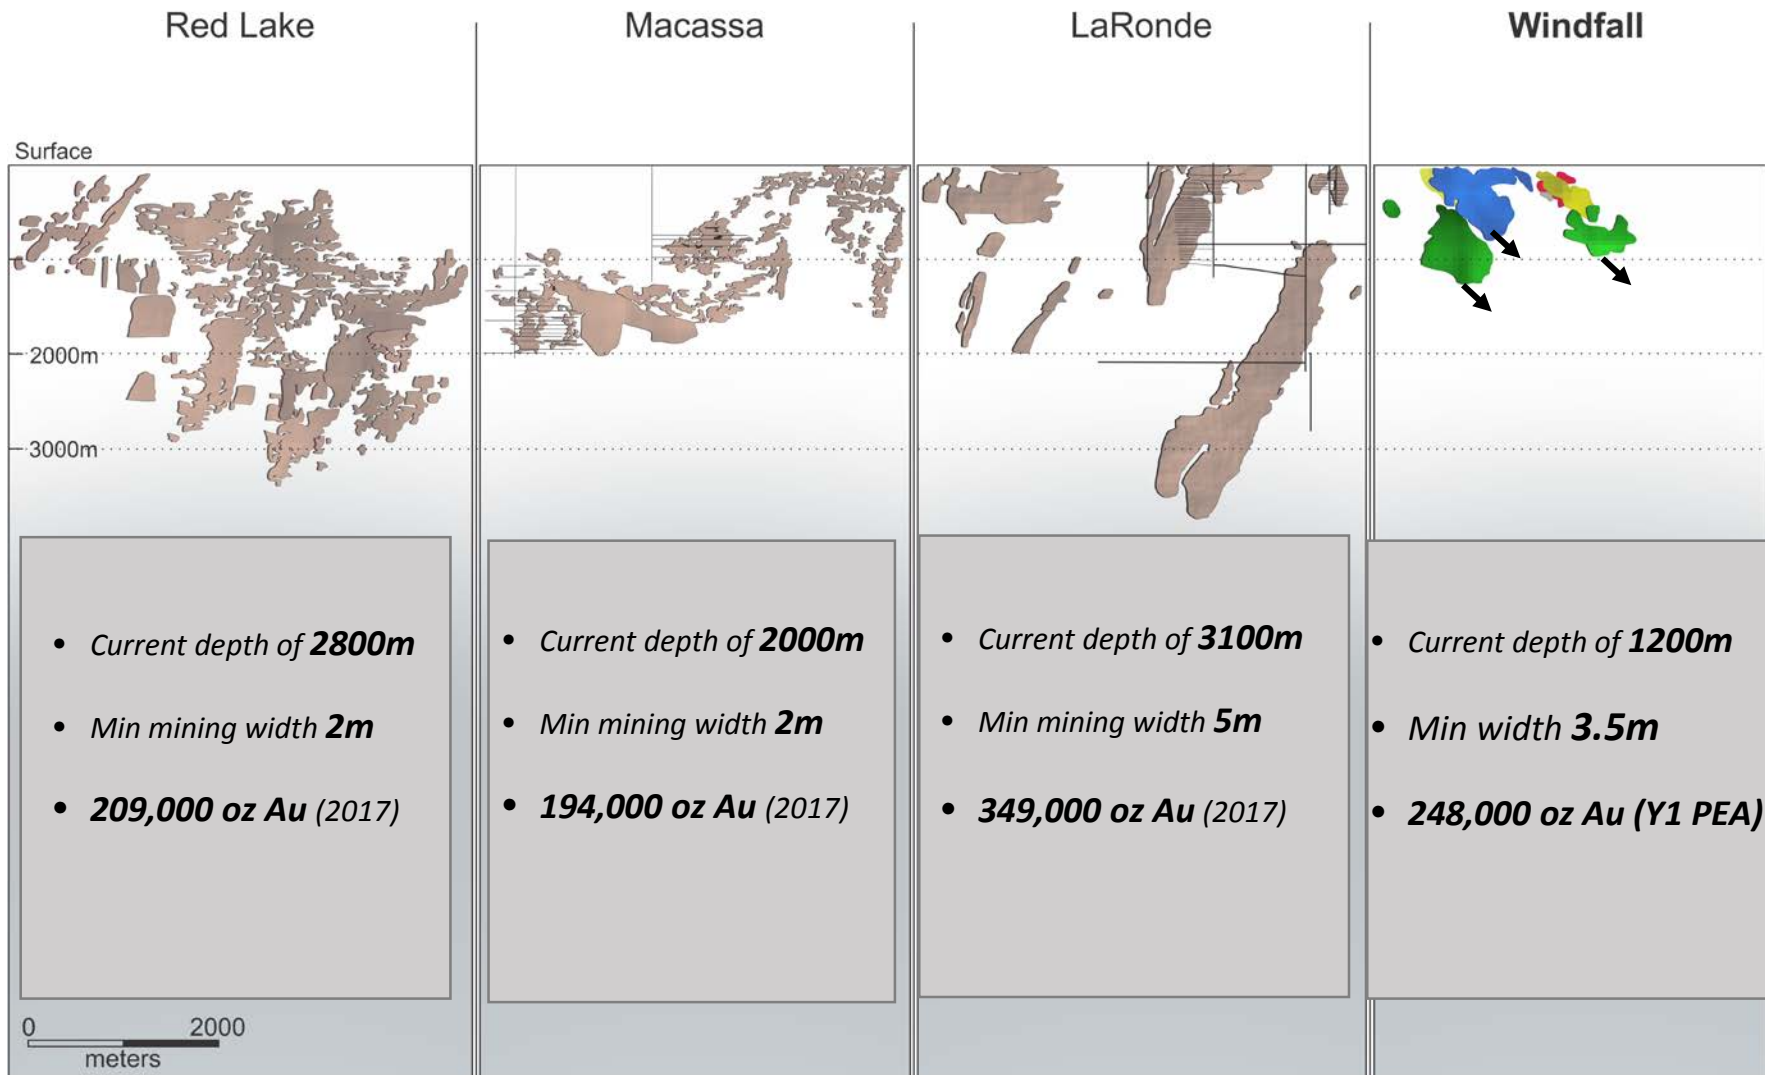 Red Lake
Macassa
LaRonde
Windfall
Surface
2000m
3000m
• Current depth of 2800m
• Min mining width 2m
• 209,000 oz Au (2017)
• Current depth of 2000m
• Min mining width 2m
• 194,000 oz Au (2017)
• Current depth of 3100m
• Min mining width 5m
• 349,000 oz Au (2017)
• Current depth of 1200m
• Min width 3.5m
• 248,000 oz Au (Y1 PEA)
0 2000
meters